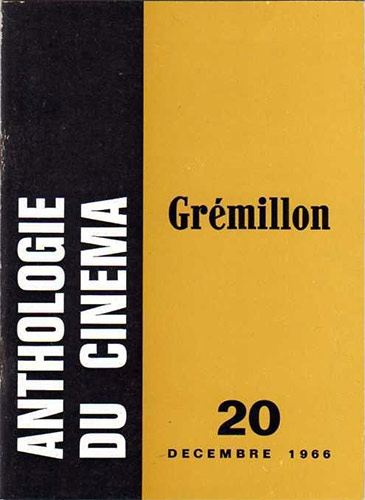 ANTHOLOGIE
DU CINEMA
Grémillon
20
DECEMBRE 1966